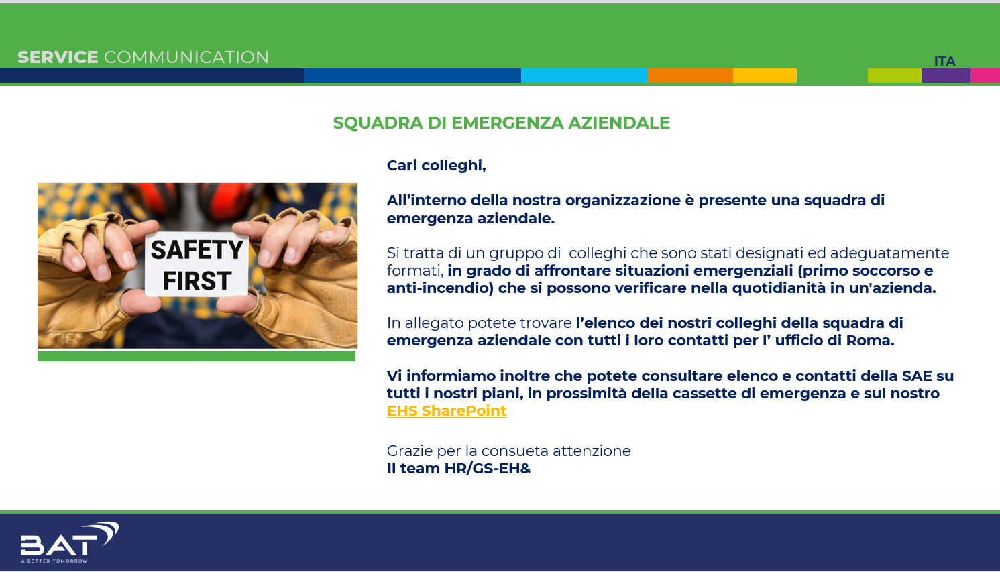 SERVICE COMMUNICATION
ITA
SQUADRA DI EMERGENZA AZIENDALE
SAFETY
FIRST
Cari colleghi,
All’interno della nostra organizzazione è presente una squadra di
emergenza aziendale.
Si tratta di un gruppo di  colleghi che sono stati designati ed adeguatamente
formati, in grado di affrontare situazioni emergenziali (primo soccorso e
anti-incendio) che si possono verificare nella quotidianità in un'azienda.
In allegato potete trovare l’elenco dei nostri colleghi della squadra di
emergenza aziendale con tutti i loro contatti per l’ ufficio di Roma.
Vi informiamo inoltre che potete consultare elenco e contatti della SAE su
tutti i nostri piani, in prossimità della cassette di emergenza e sul nostro
EHS SharePoint
Grazie per la consueta attenzione
Il team HR/GS-EH&
BAT
A BETTER TOMORROW